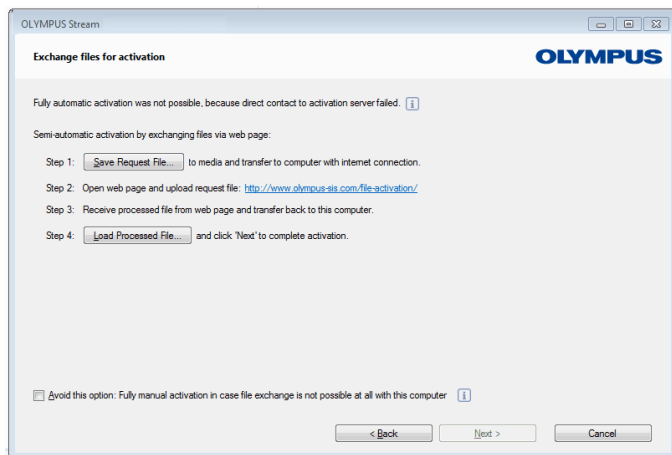 OLYMPUS Stream
Exchange files for activation
OLYMPUS
Fully automatic activation was not possible, because direct contact to activation server failed. i
Semi-automatic activation by exchanging files via web page:
Step 1: Save Request File... to media and transfer to computer with internet connection.
Step 2: Open web page and upload request file: http://www.olympus-sis.com/file-activation/
Step 3: Receive processed file from web page and transfer back to this computer.
Step 4: Load Processed File... and click 'Next' to complete activation.
Avoid this option: Fully manual activation in case file exchange is not possible at all with this computer i
< Back Next > Cancel